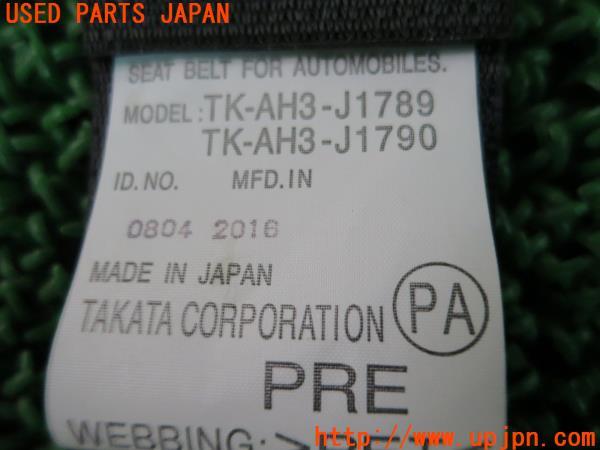 USED PARTS JAPAN
SEAT BELT FOR AUTOMOBILES.
MODEL: TK-AH3-J1789
TK-AH3-J1790
ID.NO. MFD.IN
0804 2016
MADE IN JAPAN
TAKATA CORPORATION PA
PRE
WEBBING:
http://www.upjpn.com